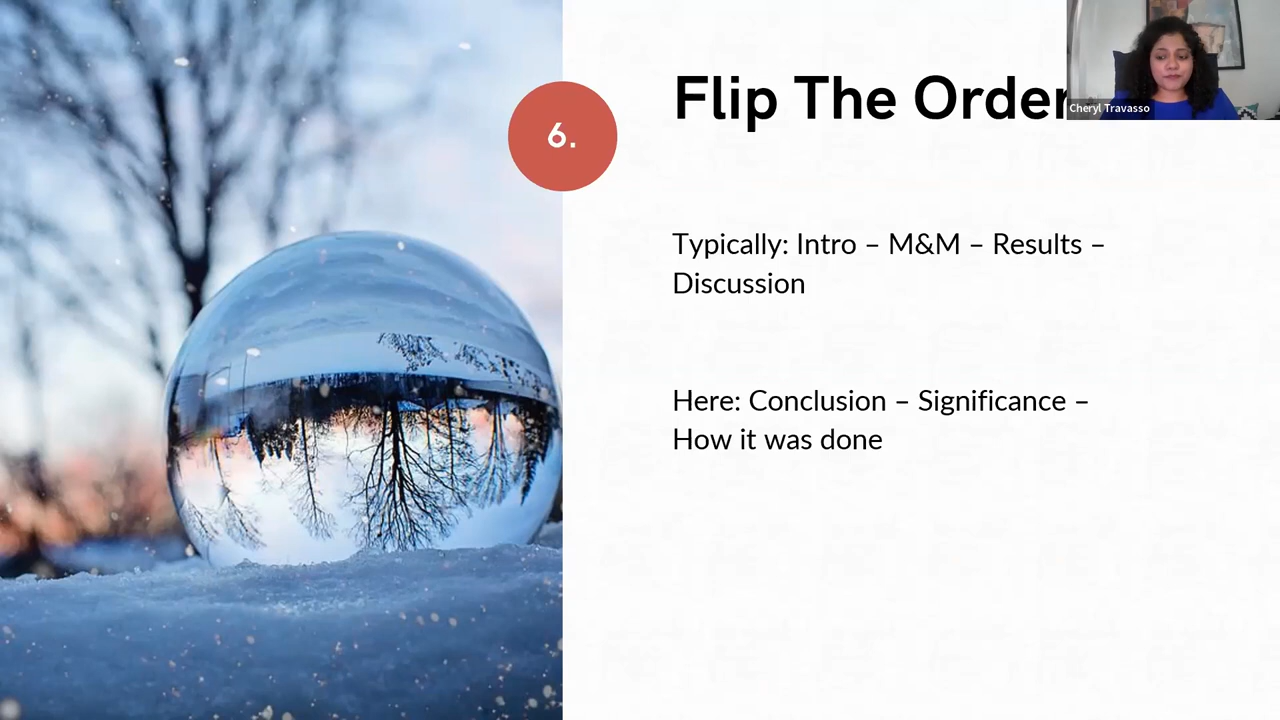 6.
Flip The Order
Cheryl Travasso
Typically: Intro – M&M – Results –
Discussion
Here: Conclusion – Significance –
How it was done